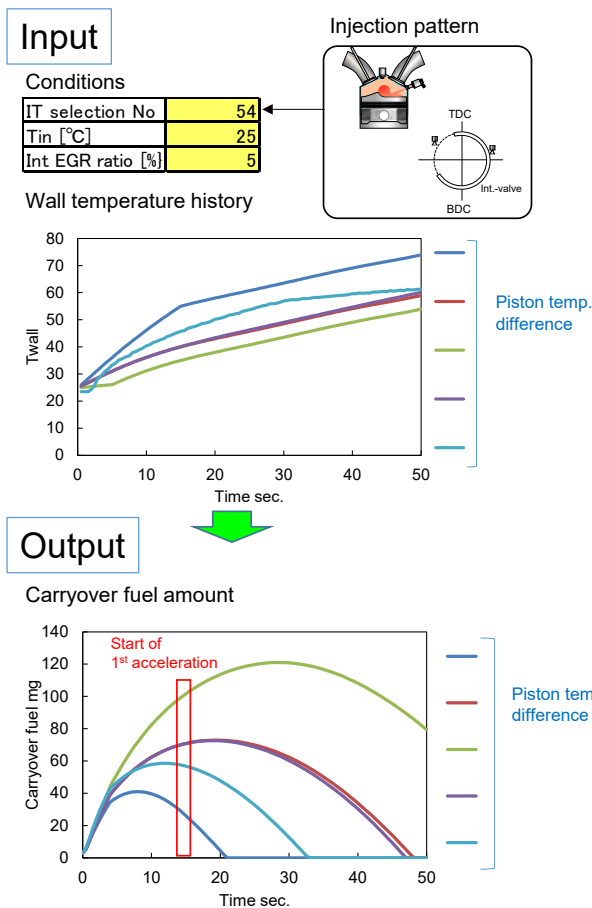 Input
Injection pattern
Conditions
IT selection No 54
Tin [℃] 25
Int EGR ratio [%] 5
TDC
Int.-valve
BDC
Wall temperature history
80
70
60
50
40
30
20
10
0
Twall
0 10 20 30 40 50
Time sec.
Piston temp.
difference
Output
Carryover fuel amount
140
120
100
80
60
40
20
0
Carryover fuel mg
Start of
1st acceleration
0 10 20 30 40 50
Time sec.
Piston tem
difference